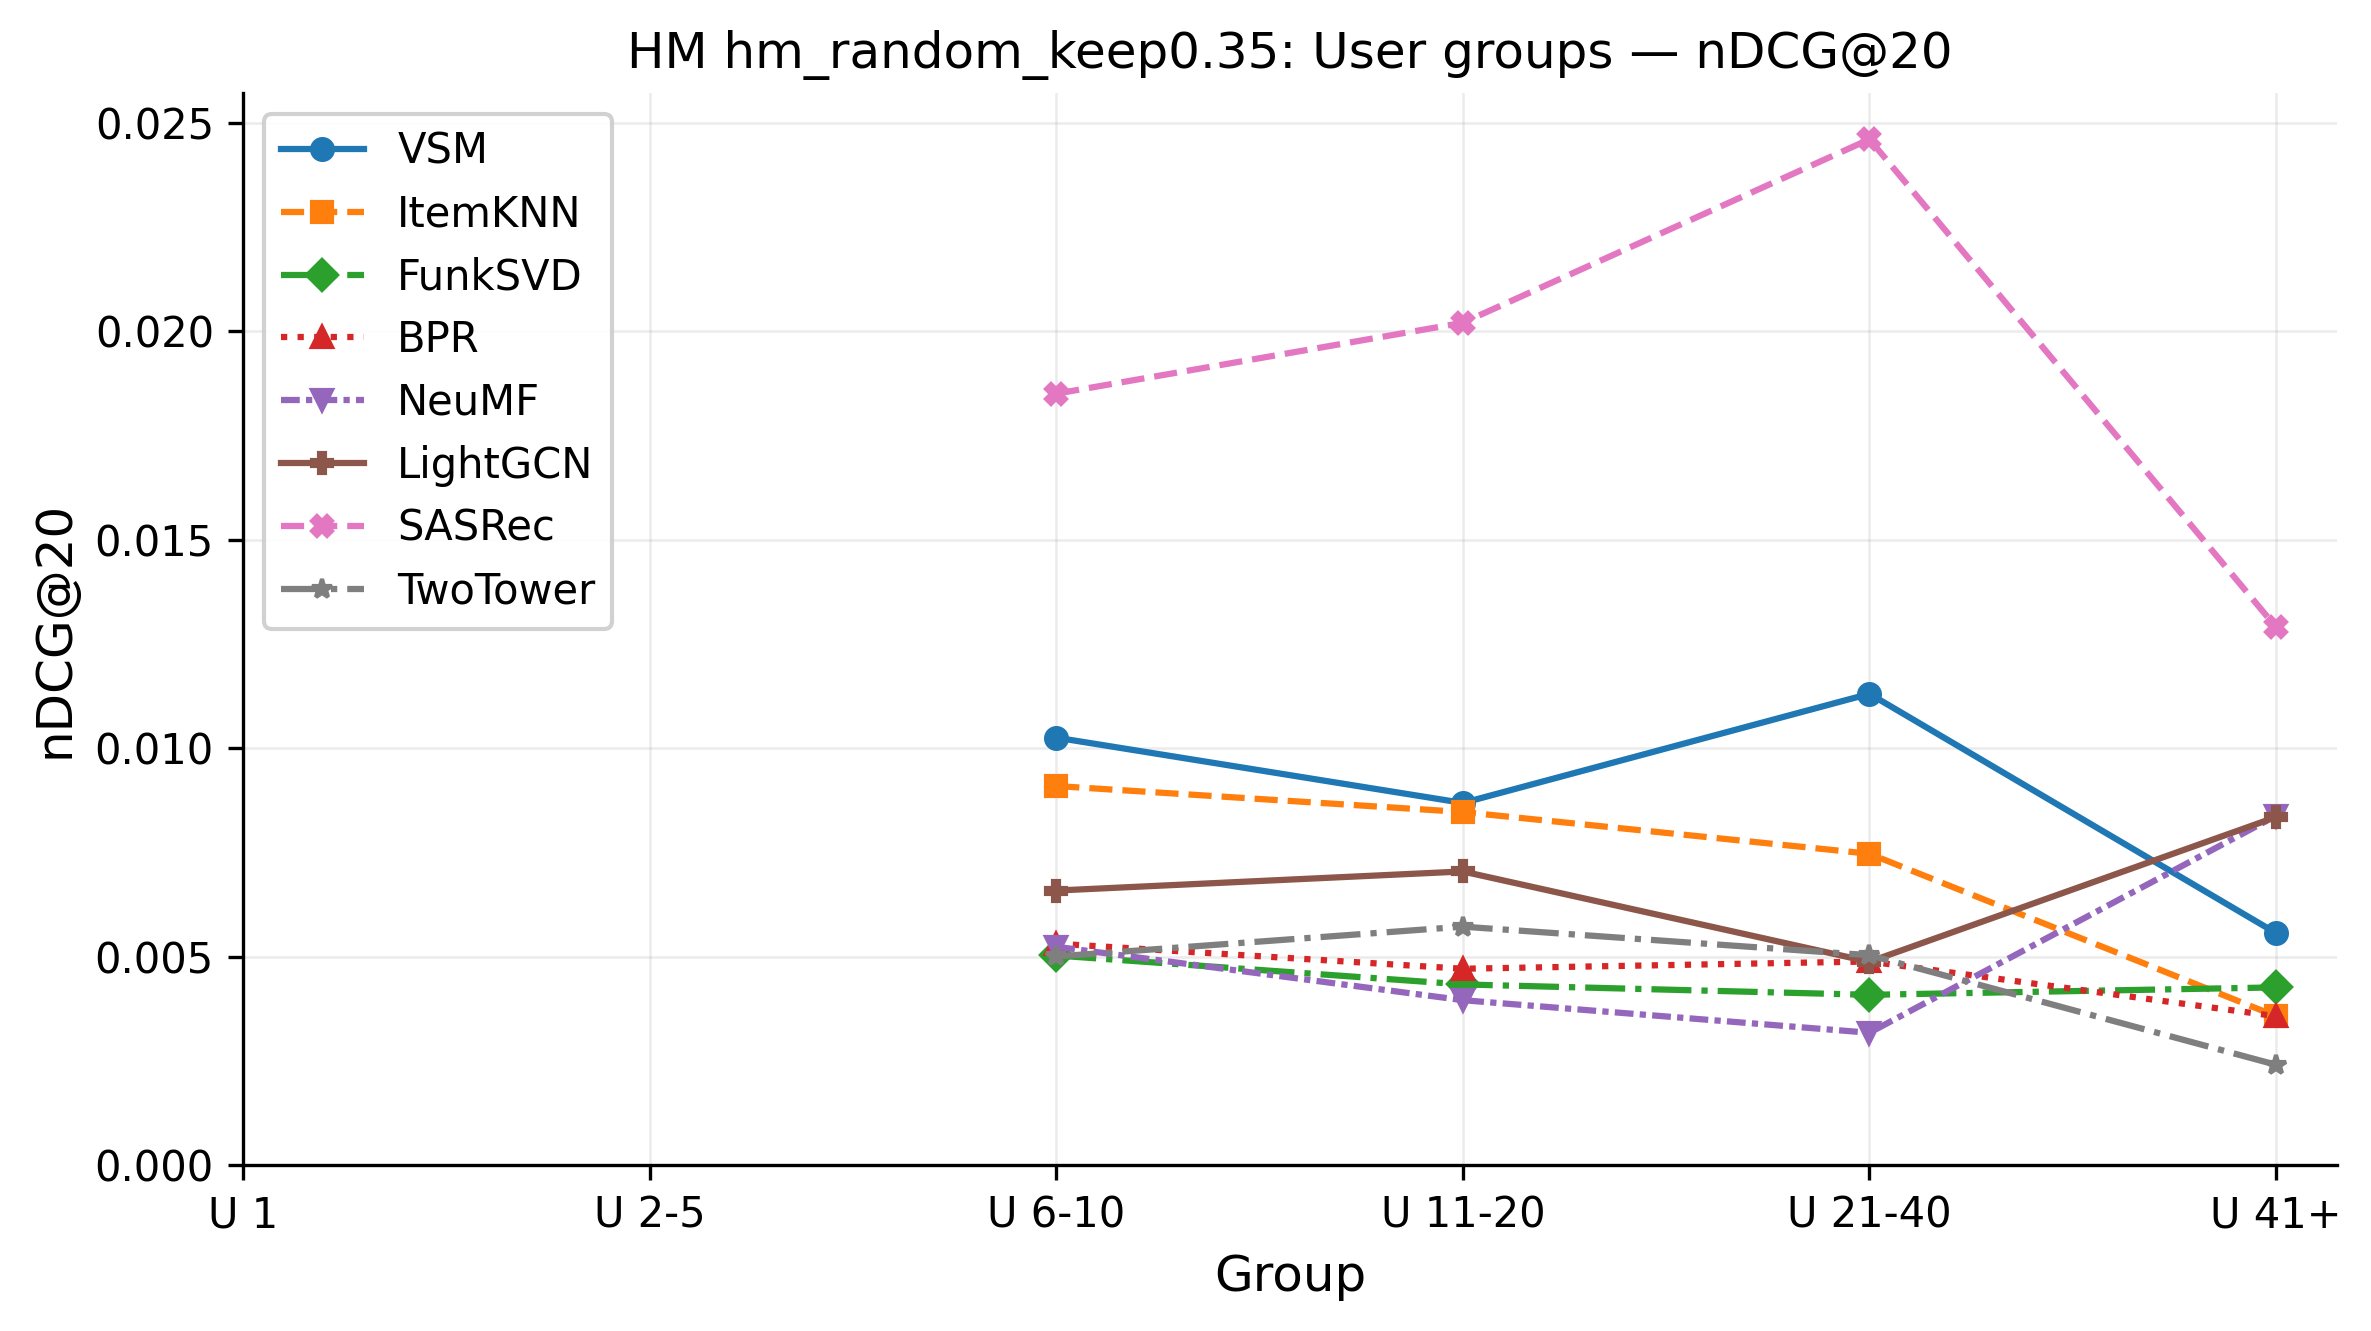 HM hm_random_keep0.35: User groups — nDCG@20
nDCG@20
0.025
0.020
0.015
0.010
0.005
0.000
VSM
ItemKNN
FunkSVD
BPR
NeuMF
LightGCN
SASRec
TwoTower
U 1
U 2-5
U 6-10
U 11-20
U 21-40
U 41+
Group